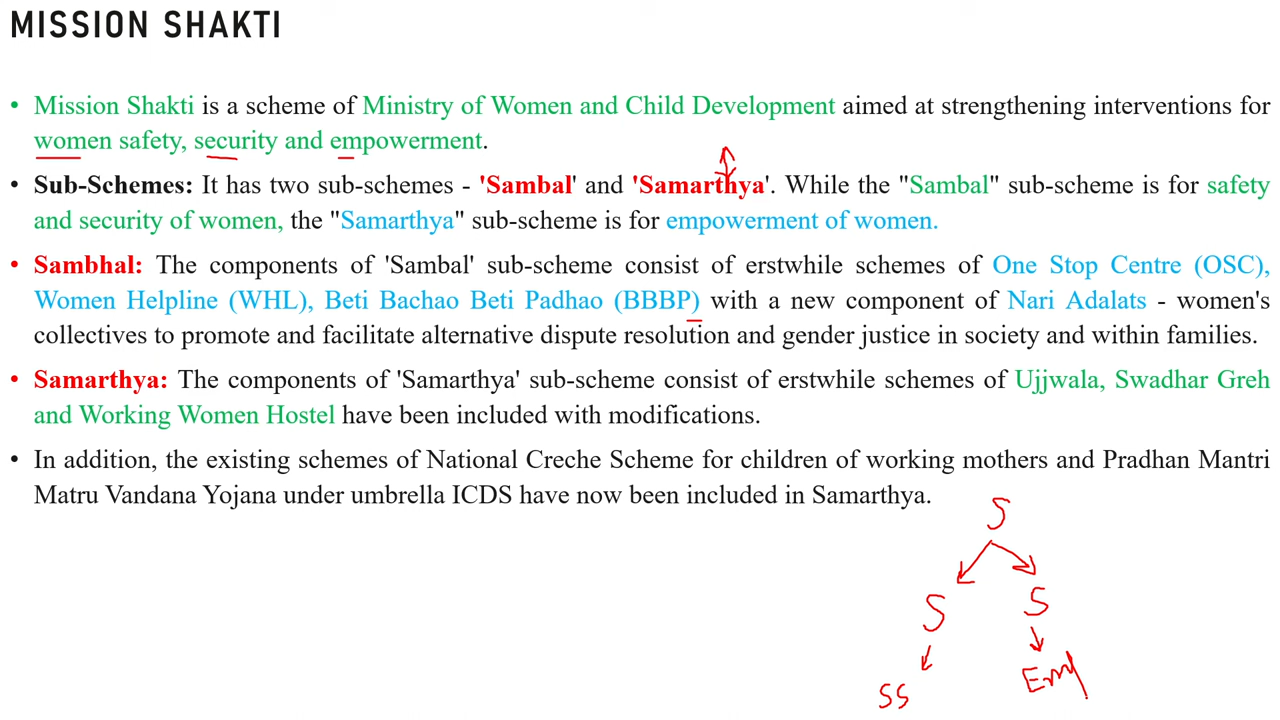 MISSION SHAKTI
• Mission Shakti is a scheme of Ministry of Women and Child Development aimed at strengthening interventions for
women safety, security and empowerment.
• Sub-Schemes: It has two sub-schemes - 'Sambal' and 'Samarthya'. While the "Sambal" sub-scheme is for safety
and security of women, the "Samarthya" sub-scheme is for empowerment of women.
• Sambhal: The components of 'Sambal' sub-scheme consist of erstwhile schemes of One Stop Centre (OSC),
Women Helpline (WHL), Beti Bachao Beti Padhao (BBBP) with a new component of Nari Adalats - women's
collectives to promote and facilitate alternative dispute resolution and gender justice in society and within families.
• Samarthya: The components of 'Samarthya' sub-scheme consist of erstwhile schemes of Ujjwala, Swadhar Greh
and Working Women Hostel have been included with modifications.
• In addition, the existing schemes of National Creche Scheme for children of working mothers and Pradhan Mantri
Matru Vandana Yojana under umbrella ICDS have now been included in Samarthya.
S
S S
SS Emp